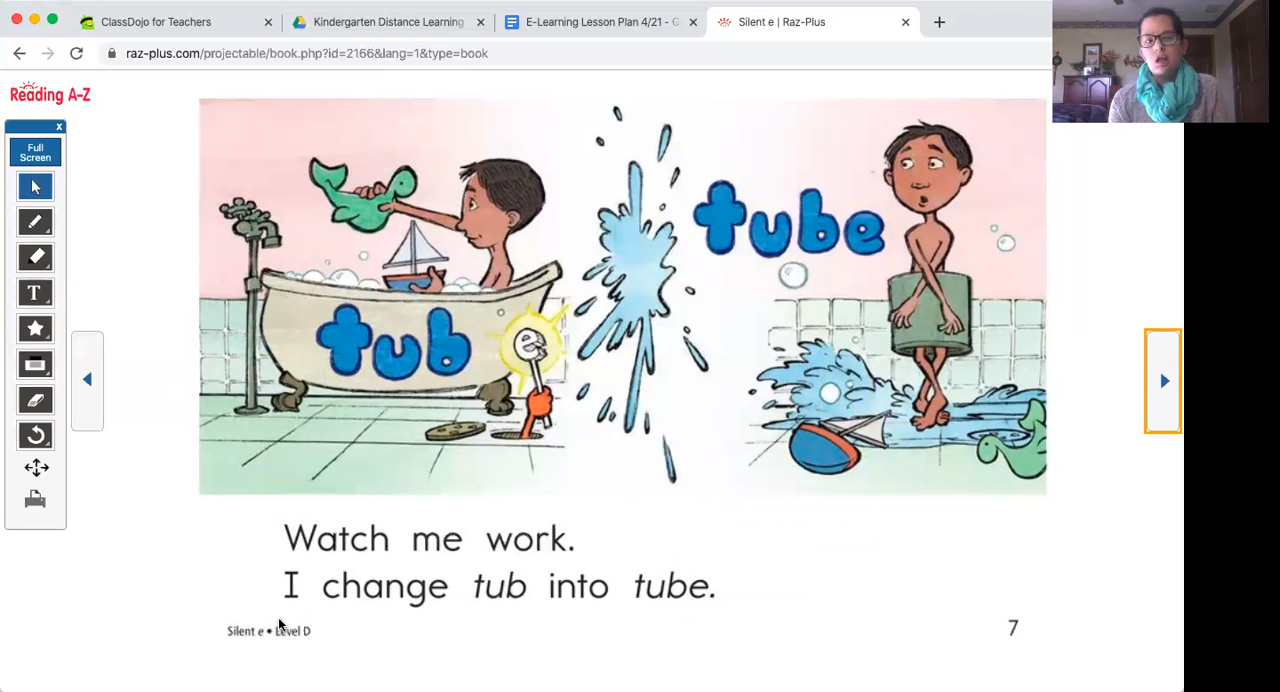 ClassDojo for Teachers
Kindergarten Distance Learning
E-Learning Lesson Plan 4/21 - G
Silent e | Raz-Plus
raz-plus.com/projectable/book.php?id=2166&lang=1&type=book
Reading A-Z
x
Full
Screen
T
tub
e
tube
Watch me work.
I change tub into tube.
Silent e • Level D
7